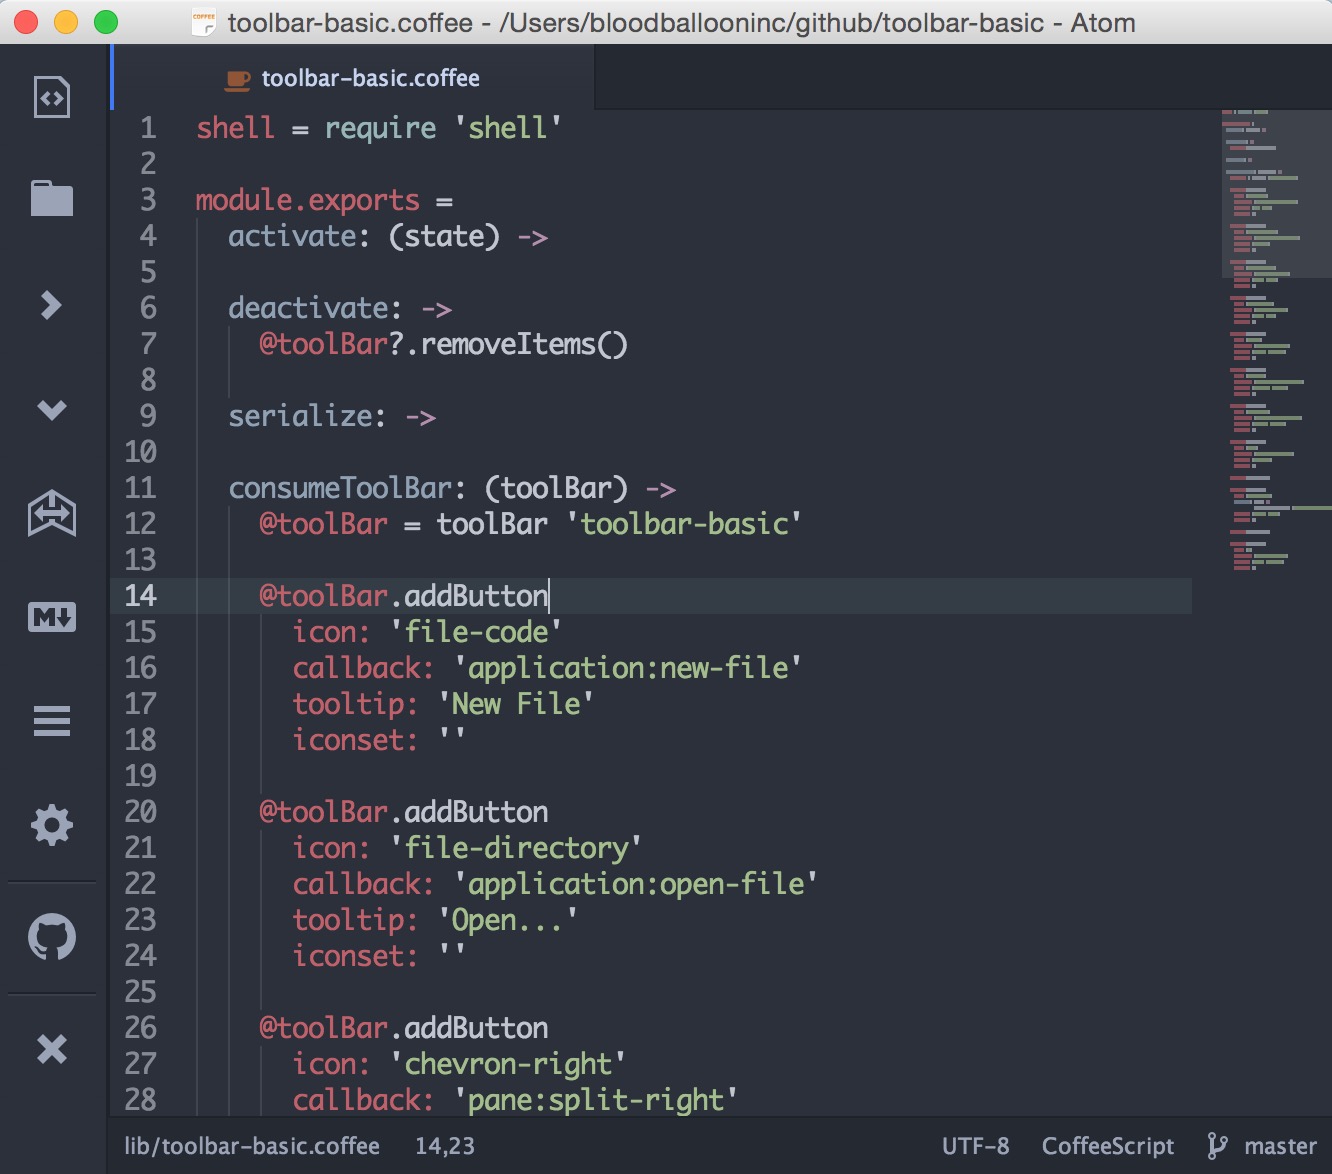 toolbar-basic.coffee - /Users/bloodballooninc/github/toolbar-basic - Atom
COFFEE
toolbar-basic.coffee
1 shell = require 'shell'
2
3 module.exports =
4 activate: (state) ->
5
6 deactivate: ->
7 @toolBar?.removeItems()
8
9 serialize: ->
10
11 consumeToolBar: (toolBar) ->
12 @toolBar = toolBar 'toolbar-basic'
13
14 @toolBar.addButton
15 icon: 'file-code'
16 callback: 'application:new-file'
17 tooltip: 'New File'
18 iconset: ''
19
20 @toolBar.addButton
21 icon: 'file-directory'
22 callback: 'application:open-file'
23 tooltip: 'Open...'
24 iconset: ''
25
26 @toolBar.addButton
27 icon: 'chevron-right'
28 callback: 'pane:split-right'
M
lib/toolbar-basic.coffee 14,23 UTF-8 CoffeeScript master